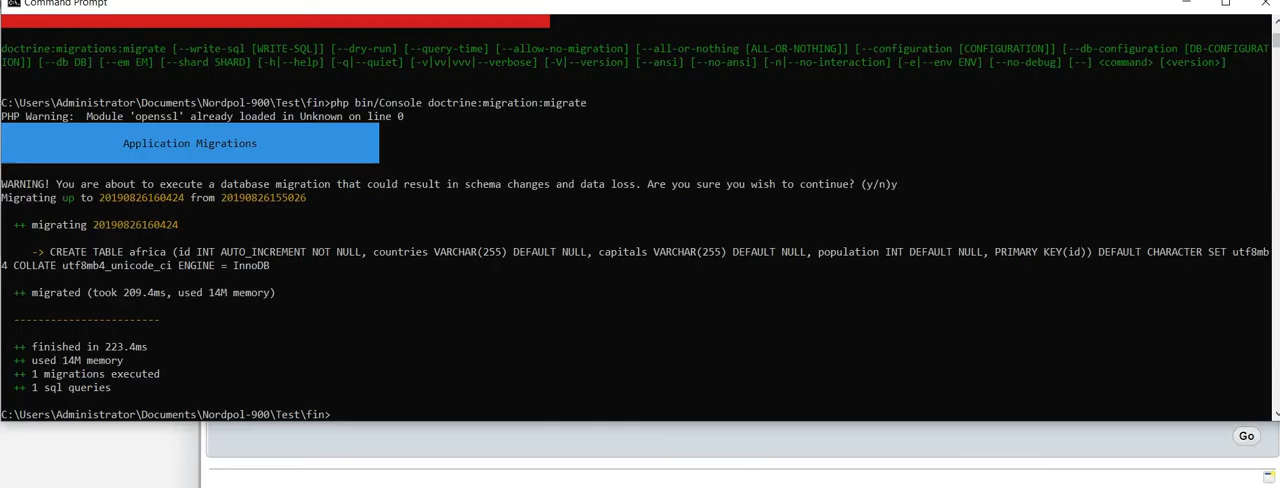 Command Prompt
doctrine:migrations:migrate [--write-sql [WRITE-SQL]] [--dry-run] [--query-time] [--allow-no-migration] [--all-or-nothing [ALL-OR-NOTHING]] [--configuration [CONFIGURATION]] [--db-configuration [DB-CONFIGURAT
ION]] [--db DB] [--em EM] [--shard SHARD] [-h|--help] [-q|--quiet] [-v|vv|vvv|--verbose] [-V|--version] [--ansi] [--no-ansi] [-n|--no-interaction] [-e|--env ENV] [--no-debug] [--] <command> [<version>]
C:\Users\Administrator\Documents\Nordpol-900\Test\fin>php bin/Console doctrine:migration:migrate
PHP Warning:  Module 'openssl' already loaded in Unknown on line 0
Application Migrations
WARNING! You are about to execute a database migration that could result in schema changes and data loss. Are you sure you wish to continue? (y/n)y
Migrating up to 20190826160424 from 20190826155026
++ migrating 20190826160424
-> CREATE TABLE africa (id INT AUTO_INCREMENT NOT NULL, countries VARCHAR(255) DEFAULT NULL, capitals VARCHAR(255) DEFAULT NULL, population INT DEFAULT NULL, PRIMARY KEY(id)) DEFAULT CHARACTER SET utf8mb
4 COLLATE utf8mb4_unicode_ci ENGINE = InnoDB
++ migrated (took 209.4ms, used 14M memory)
------------------------
++ finished in 223.4ms
++ used 14M memory
++ 1 migrations executed
++ 1 sql queries
C:\Users\Administrator\Documents\Nordpol-900\Test\fin>
Go